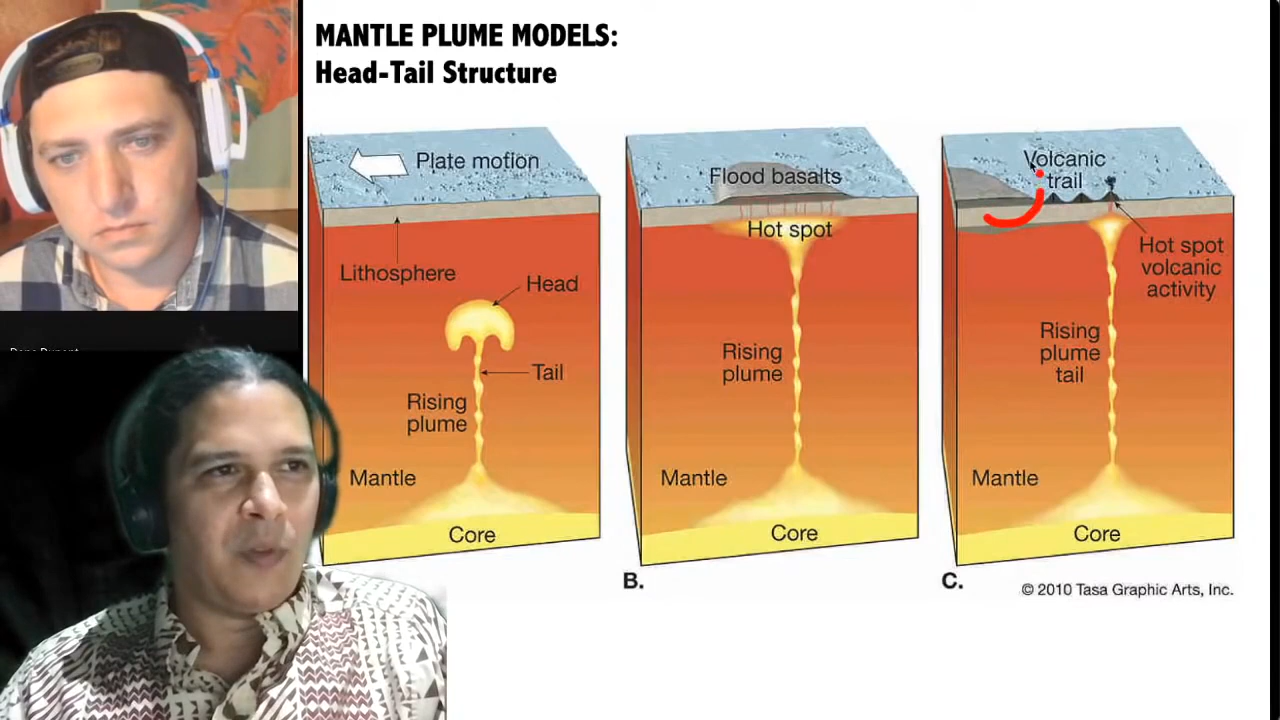 MANTLE PLUME MODELS:
Head-Tail Structure
Plate motion
Lithosphere
Head
Tail
Rising
plume
Mantle
Core
Flood basalts
Hot spot
Rising
plume
Mantle
Core
B.
Volcanic
trail
Hot spot
volcanic
activity
Rising
plume
tail
Mantle
Core
C.
© 2010 Tasa Graphic Arts, Inc.